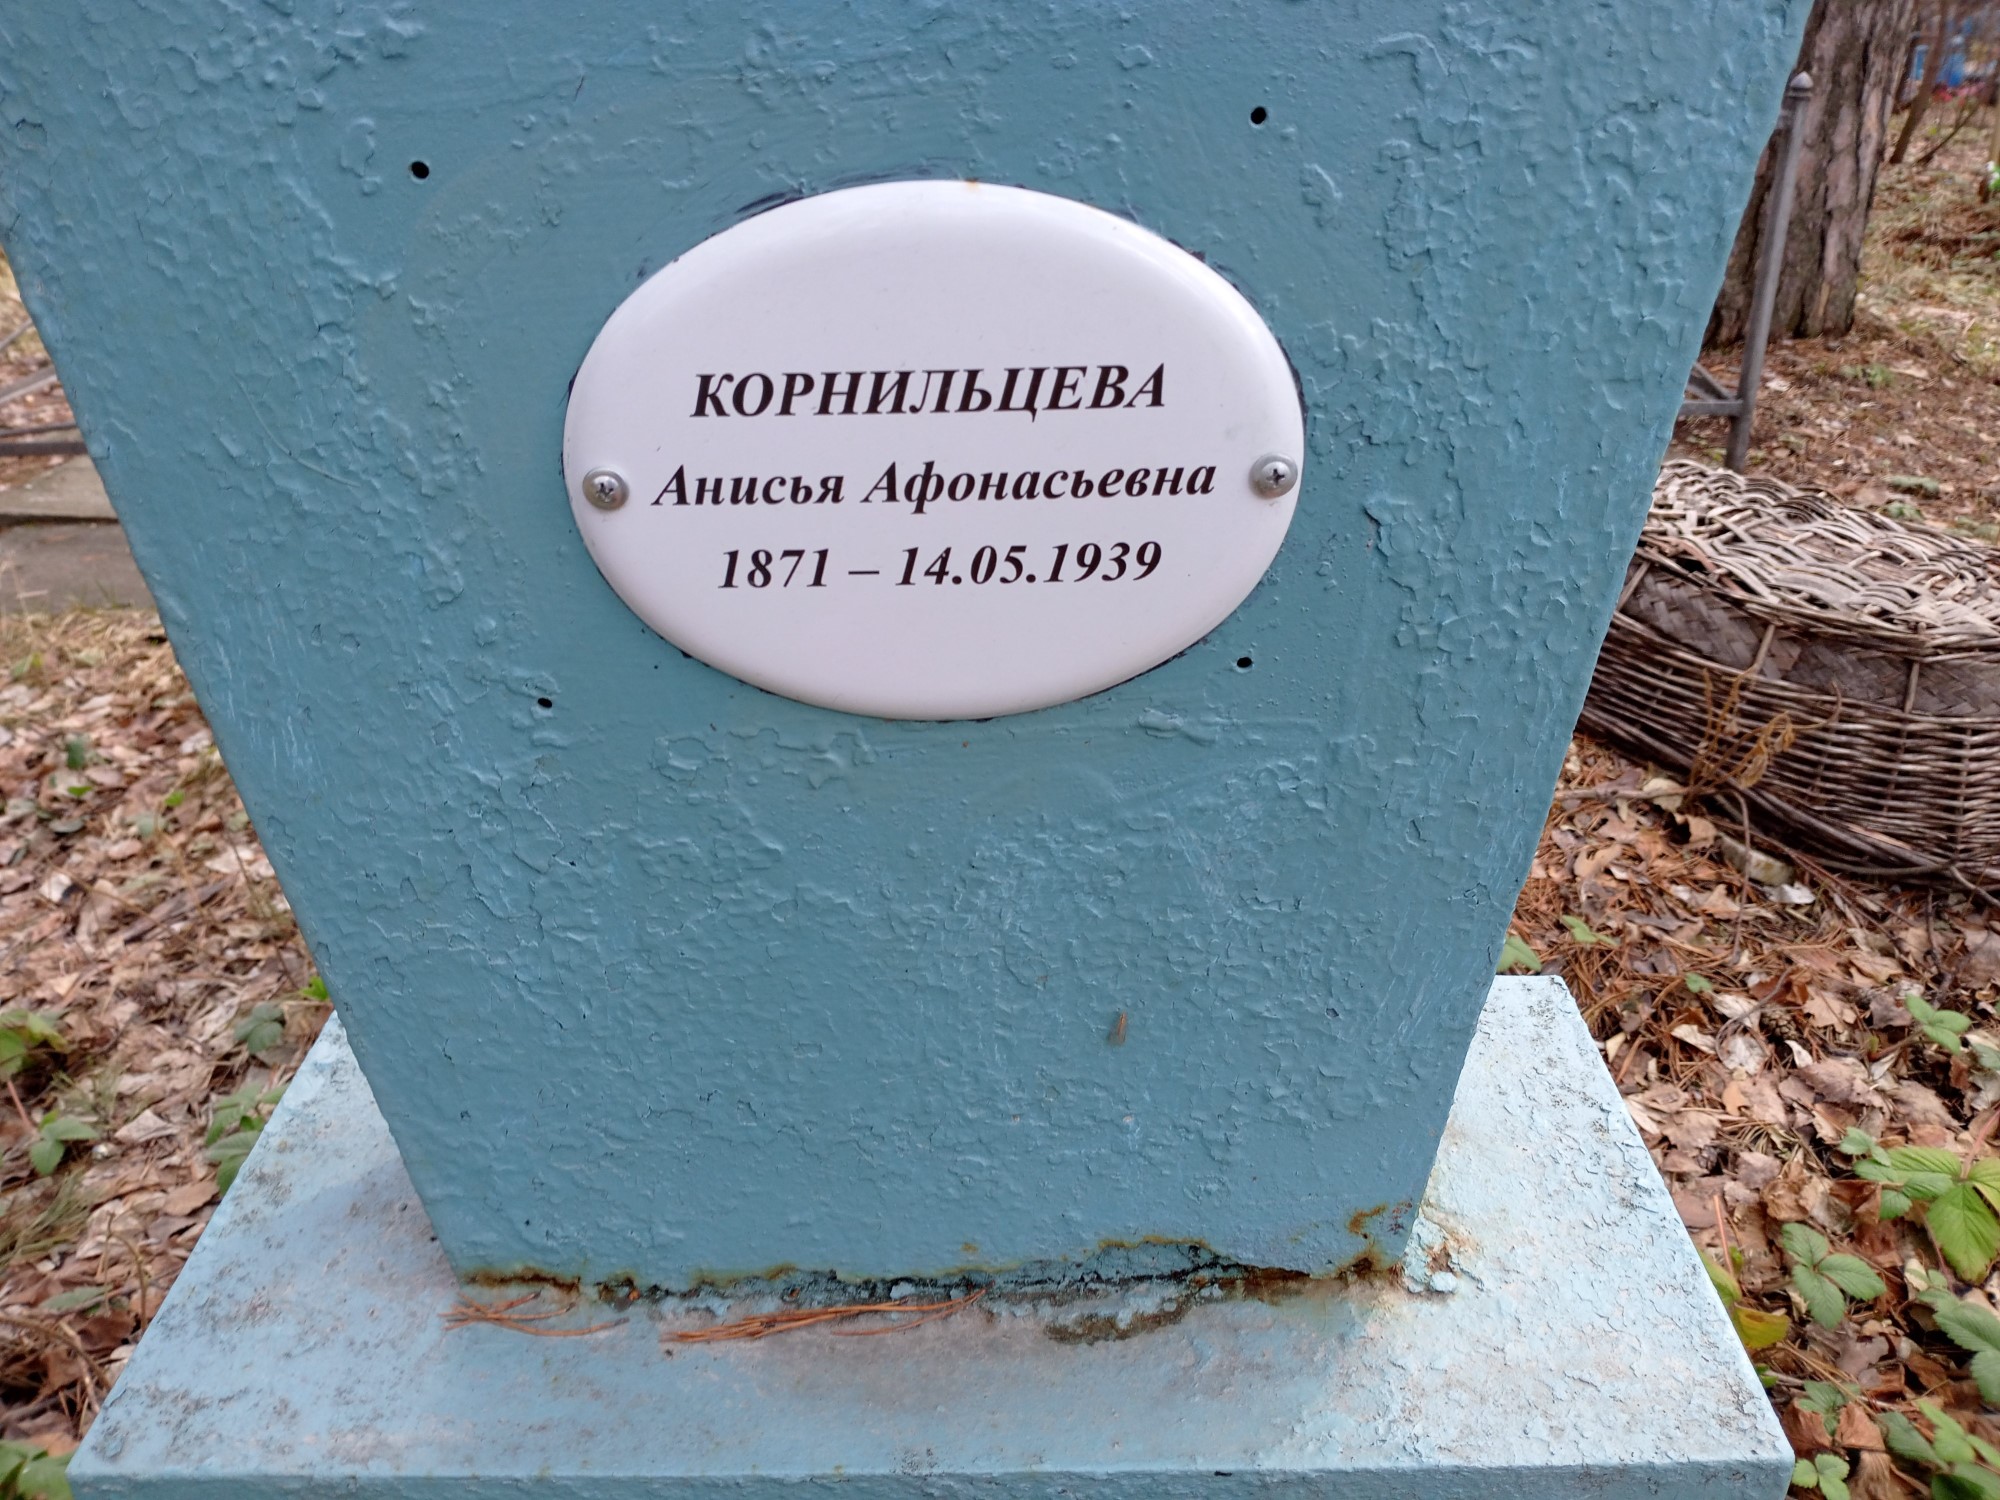 КОРНИЛЬЦЕВА
Анисья Афонасьевна
1871 – 14.05.1939